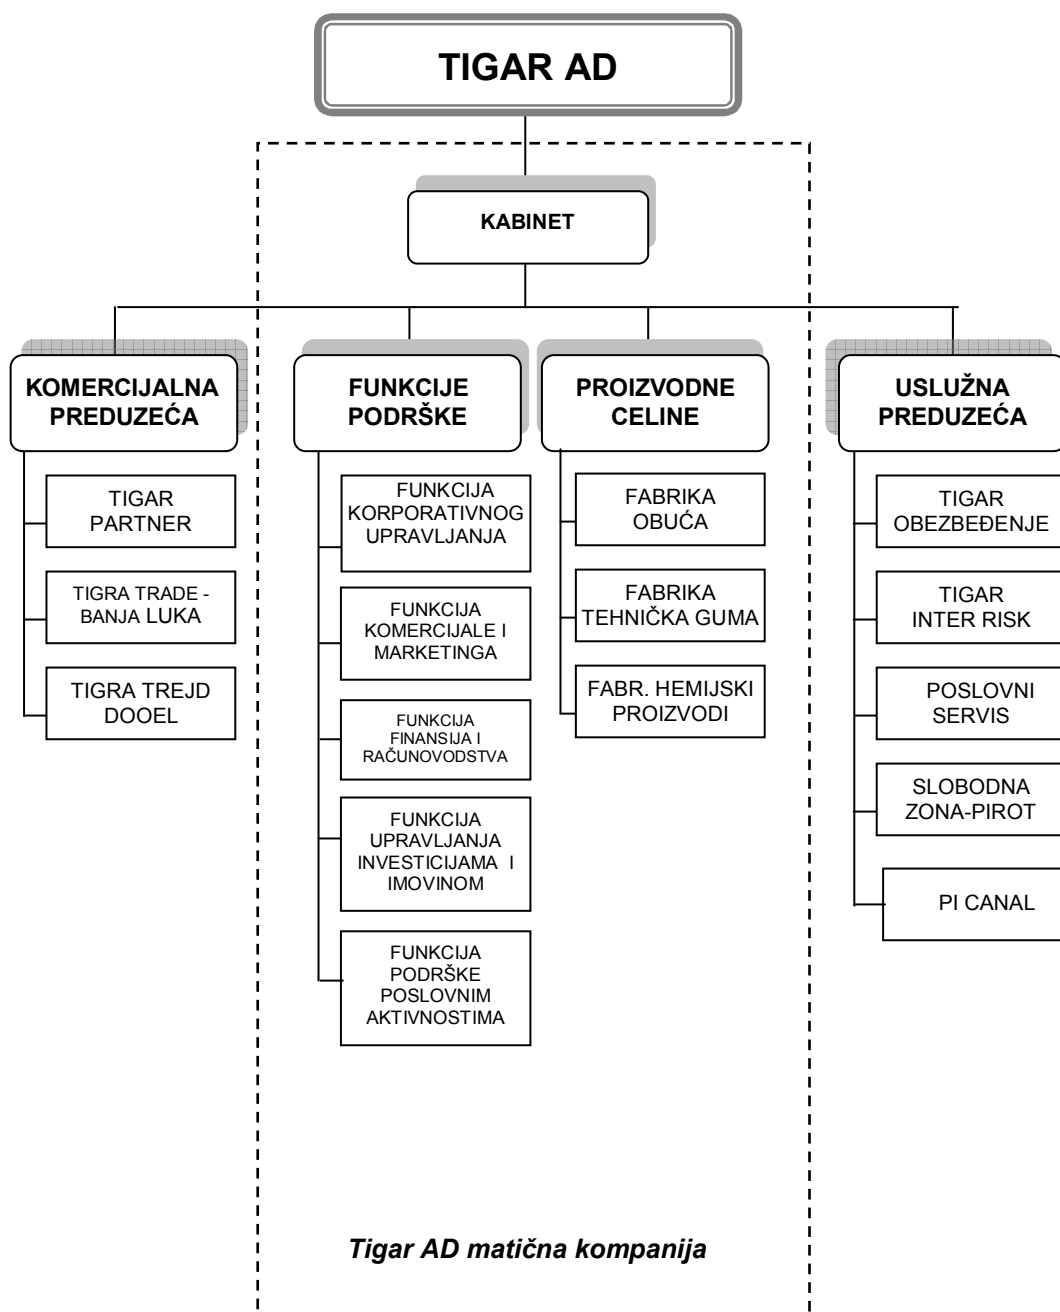 TIGAR AD
KABINET
KOMERCIJALNA
PREDUZEĆA
TIGAR
PARTNER
TIGRA TRADE -
BANJA LUKA
TIGRA TREJD
DOOEL
FUNKCIJE
PODRŠKE
FUNKCIJA
KORPORATIVNOG
UPRAVLJANJA
FUNKCIJA
KOMERCIJALE I
MARKETINGA
FUNKCIJA
FINANSIJA I
RAČUNOVODSTVA
FUNKCIJA
UPRAVLJANJA
INVESTICIJAMA I
IMOVINOM
FUNKCIJA
PODRŠKE
POSLOVNIM
AKTIVNOSTIMA
PROIZVODNE
CELINE
FABRIKA
OBUĆA
FABRIKA
TEHNIČKA GUMA
FABR. HEMIJSKI
PROIZVODI
USLUŽNA
PREDUZEĆA
TIGAR
OBEZBEĐENJE
TIGAR
INTER RISK
POSLOVNI
SERVIS
SLOBODNA
ZONA-PIROT
PI CANAL
Tigar AD matična kompanija